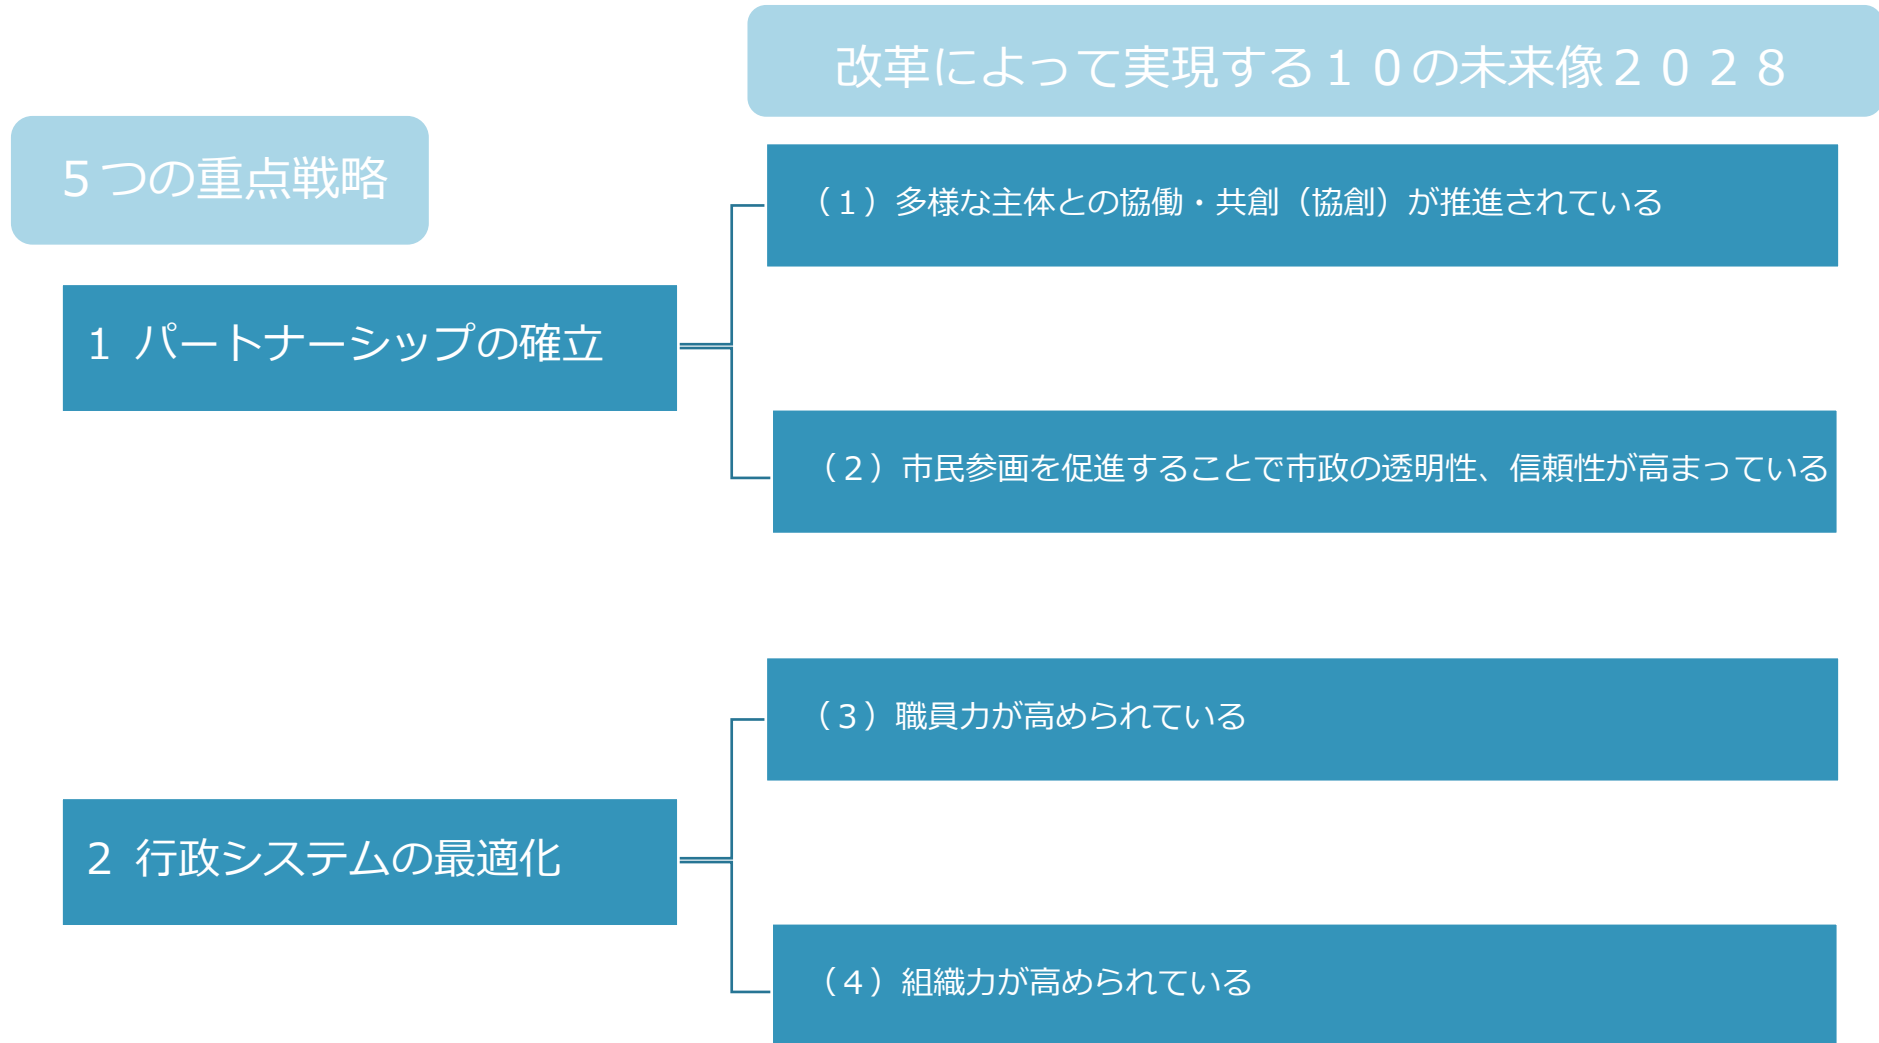 改革によって実現する１０の未来像２０２８
５つの重点戦略
（１）多様な主体との協働・共創（協創）が推進されている
1 パートナーシップの確立
（２）市民参画を促進することで市政の透明性、信頼性が高まっている
（３）職員力が高められている
2 行政システムの最適化
（４）組織力が高められている